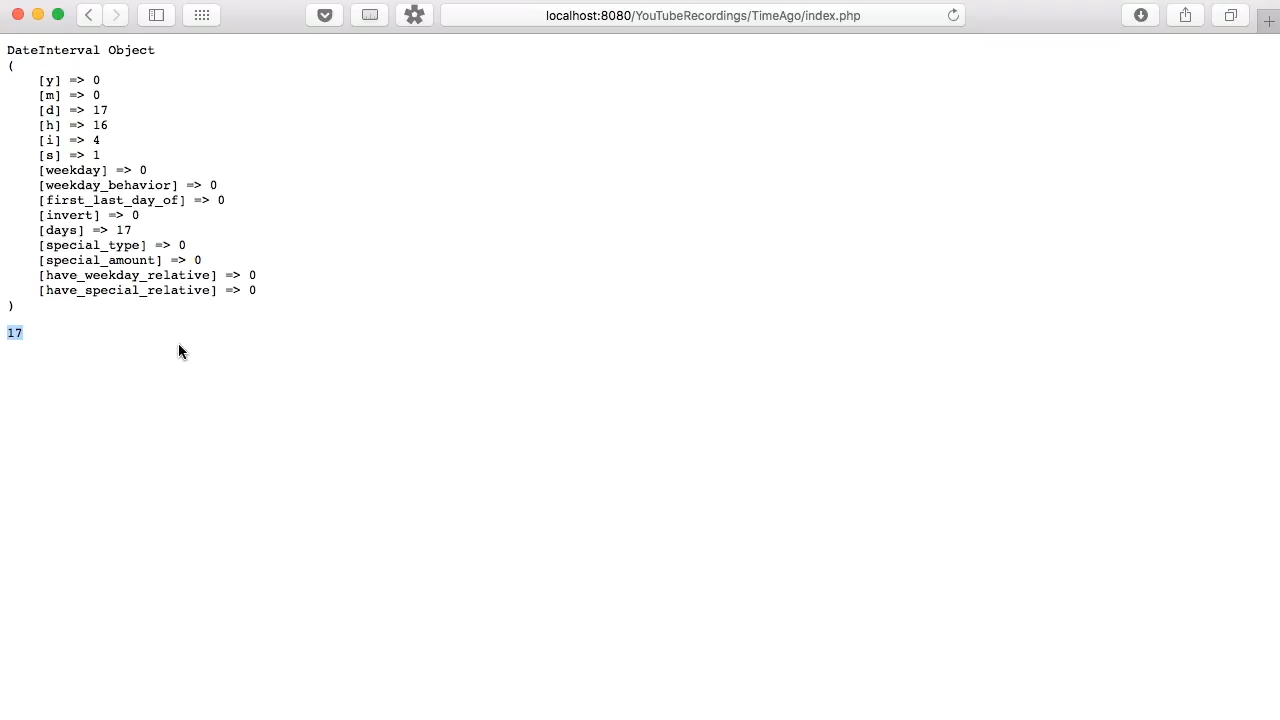 localhost:8080/YouTubeRecordings/TimeAgo/index.php
DateInterval Object
(
    [y] => 0
    [m] => 0
    [d] => 17
    [h] => 16
    [i] => 4
    [s] => 1
    [weekday] => 0
    [weekday_behavior] => 0
    [first_last_day_of] => 0
    [invert] => 0
    [days] => 17
    [special_type] => 0
    [special_amount] => 0
    [have_weekday_relative] => 0
    [have_special_relative] => 0
)
17